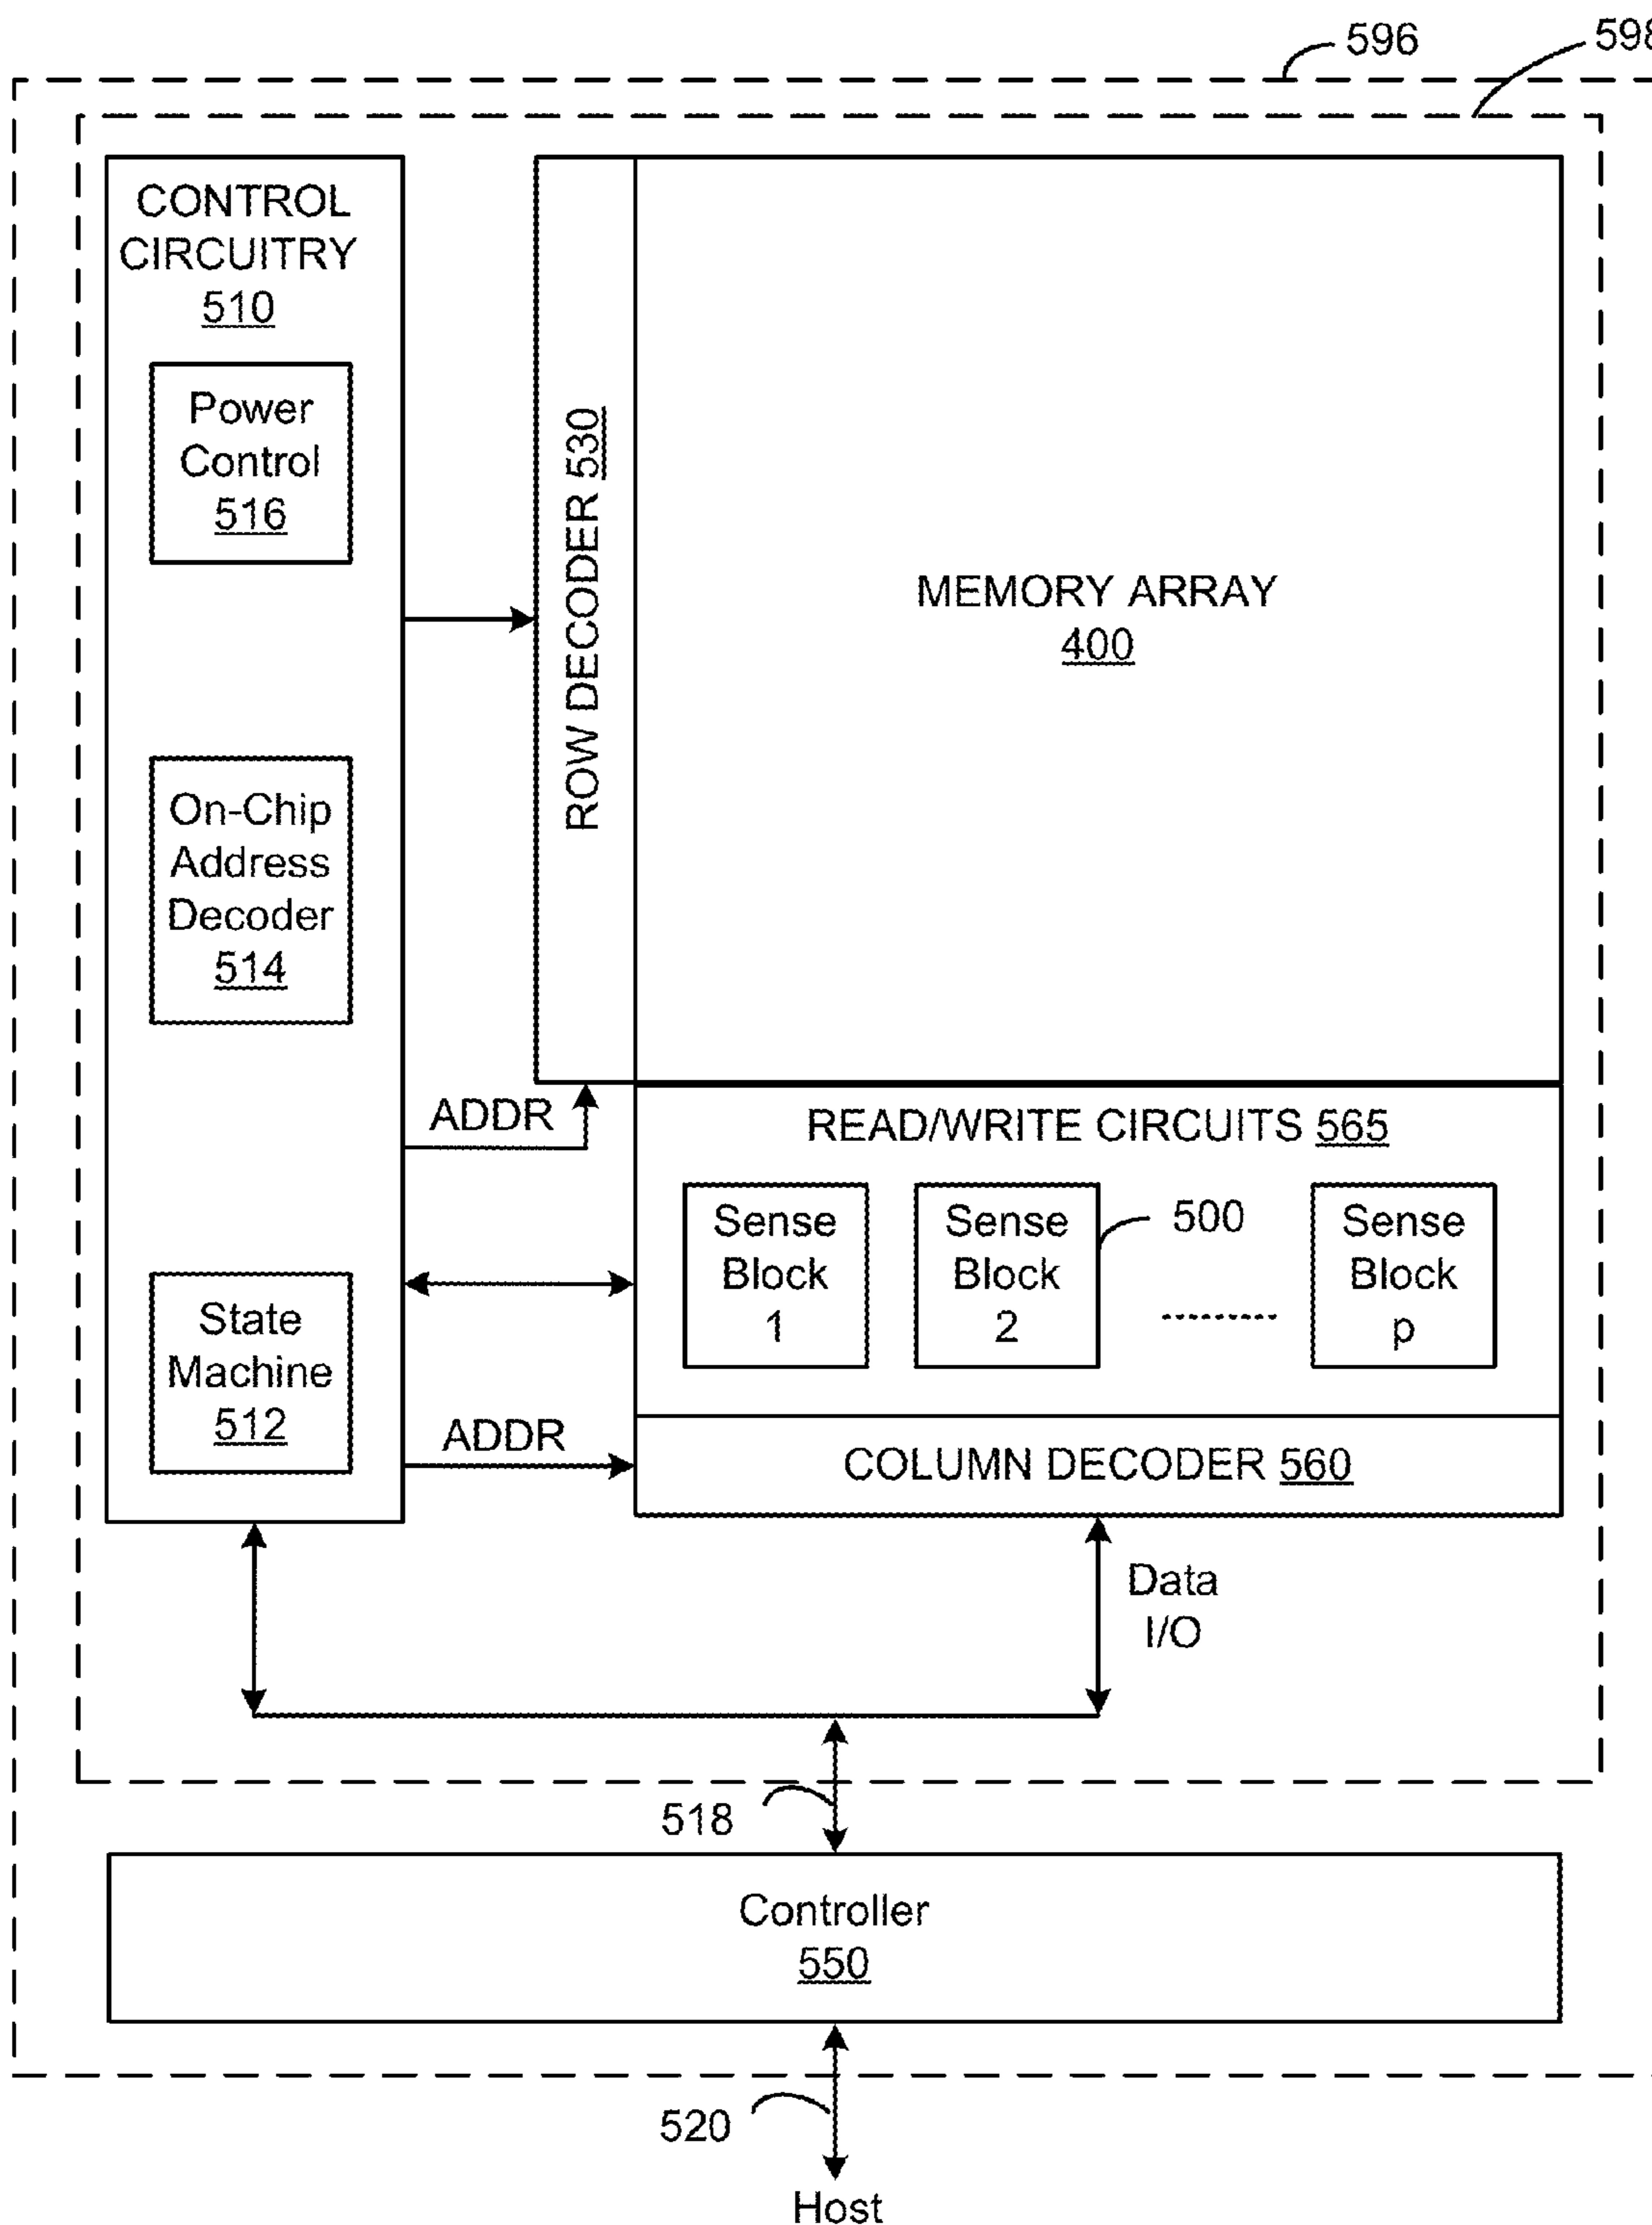 596
598
CONTROL
CIRCUITRY
510
Power
Control
516
On-Chip
Address
Decoder
514
State
Machine
512
ROW DECODER 530
MEMORY ARRAY
400
ADDR
READ/WRITE CIRCUITS 565
Sense
Block
1
Sense
Block
2
500
........
Sense
Block
p
ADDR
COLUMN DECODER 560
Data
I/O
518
Controller
550
520
Host